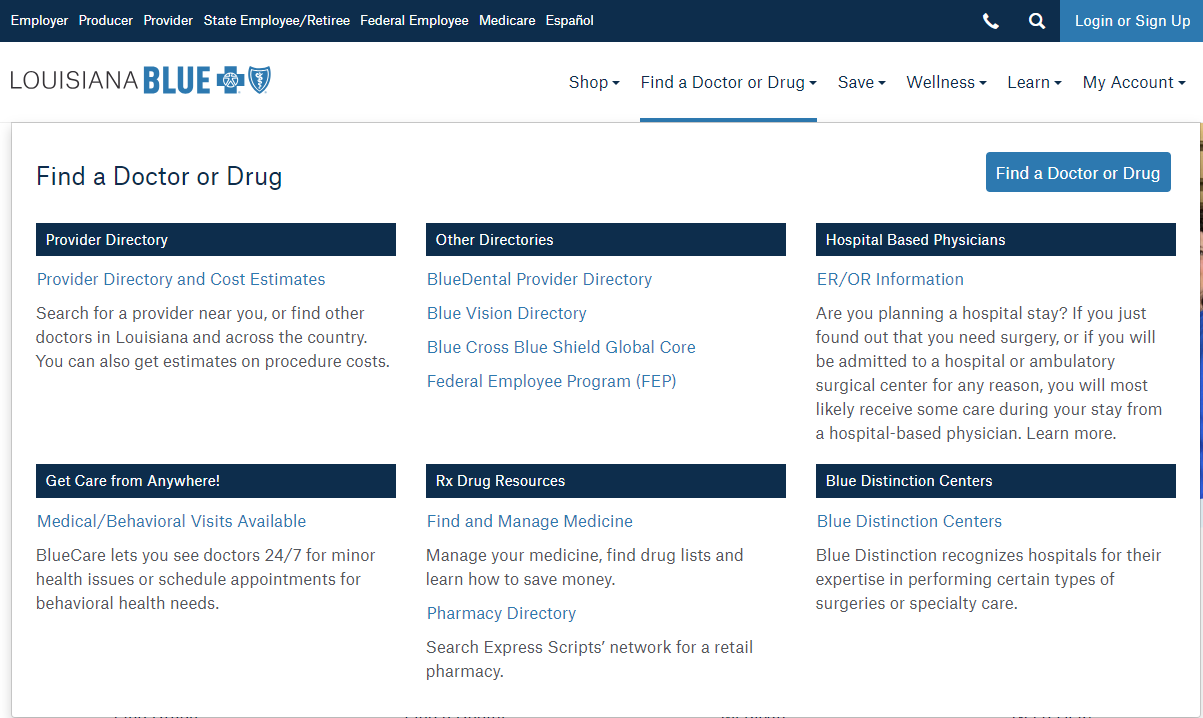 Employer Producer Provider State Employee/Retiree Federal Employee Medicare Español
Login or Sign Up
LOUISIANA BLUE
Shop Find a Doctor or Drug Save Wellness Learn My Account
Find a Doctor or Drug
Find a Doctor or Drug
Provider Directory
Provider Directory and Cost Estimates
Search for a provider near you, or find other
doctors in Louisiana and across the country.
You can also get estimates on procedure costs.
Other Directories
BlueDental Provider Directory
Blue Vision Directory
Blue Cross Blue Shield Global Core
Federal Employee Program (FEP)
Hospital Based Physicians
ER/OR Information
Are you planning a hospital stay? If you just
found out that you need surgery, or if you will
be admitted to a hospital or ambulatory
surgical center for any reason, you will most
likely receive some care during your stay from
a hospital-based physician. Learn more.
Get Care from Anywhere!
Medical/Behavioral Visits Available
BlueCare lets you see doctors 24/7 for minor
health issues or schedule appointments for
behavioral health needs.
Rx Drug Resources
Find and Manage Medicine
Manage your medicine, find drug lists and
learn how to save money.
Pharmacy Directory
Search Express Scripts’ network for a retail
pharmacy.
Blue Distinction Centers
Blue Distinction Centers
Blue Distinction recognizes hospitals for their
expertise in performing certain types of
surgeries or specialty care.